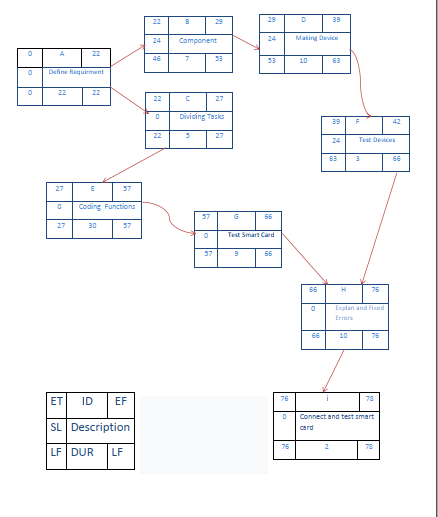 0 A 22
0 Define Requirment
0 22 22
22 B 29
24 Component
46 7 53
29 D 39
24 Making Device
53 10 63
22 C 27
0 Dividing Tasks
22 5 27
39 F 42
24 Test Devices
63 3 66
27 E 57
0 Coding Functions
27 30 57
57 G 66
0 Test Smart Card
57 9 66
66 H 76
0 Explan and Fixed
Errors
66 10 76
76 i 78
0 Connect and test smart
card
76 2 78
ET ID EF
SL Description
LF DUR LF